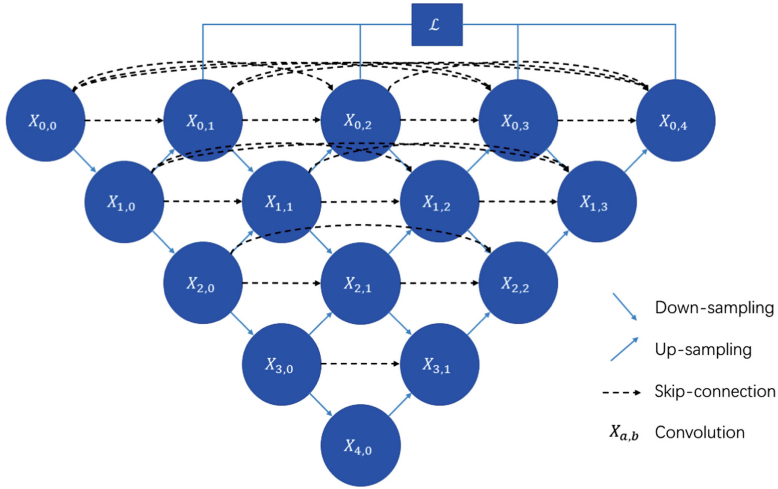 ℒ
X0,0 X0,1 X0,2 X0,3 X0,4
X1,0 X1,1 X1,2 X1,3
X2,0 X2,1 X2,2
Down-sampling
Up-sampling
X3,0 X3,1
Skip-connection
Xa,b Convolution
X4,0